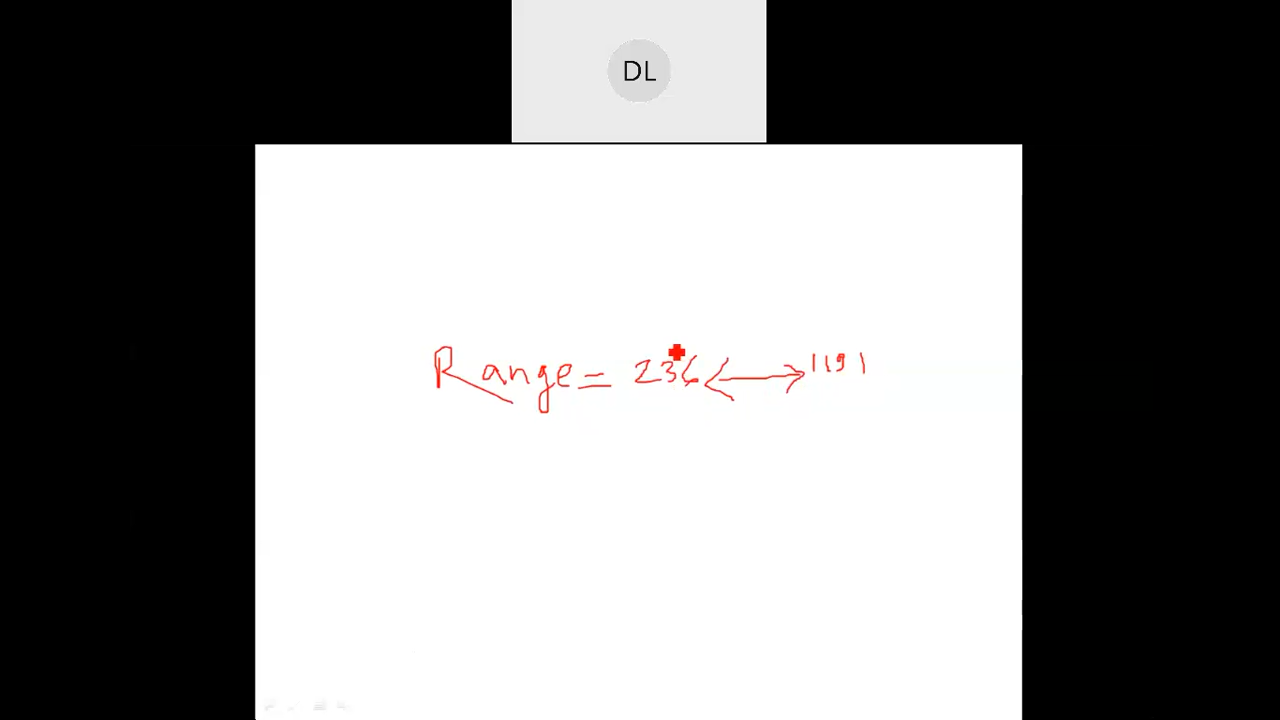 DL
Range = 236 <—> 1191